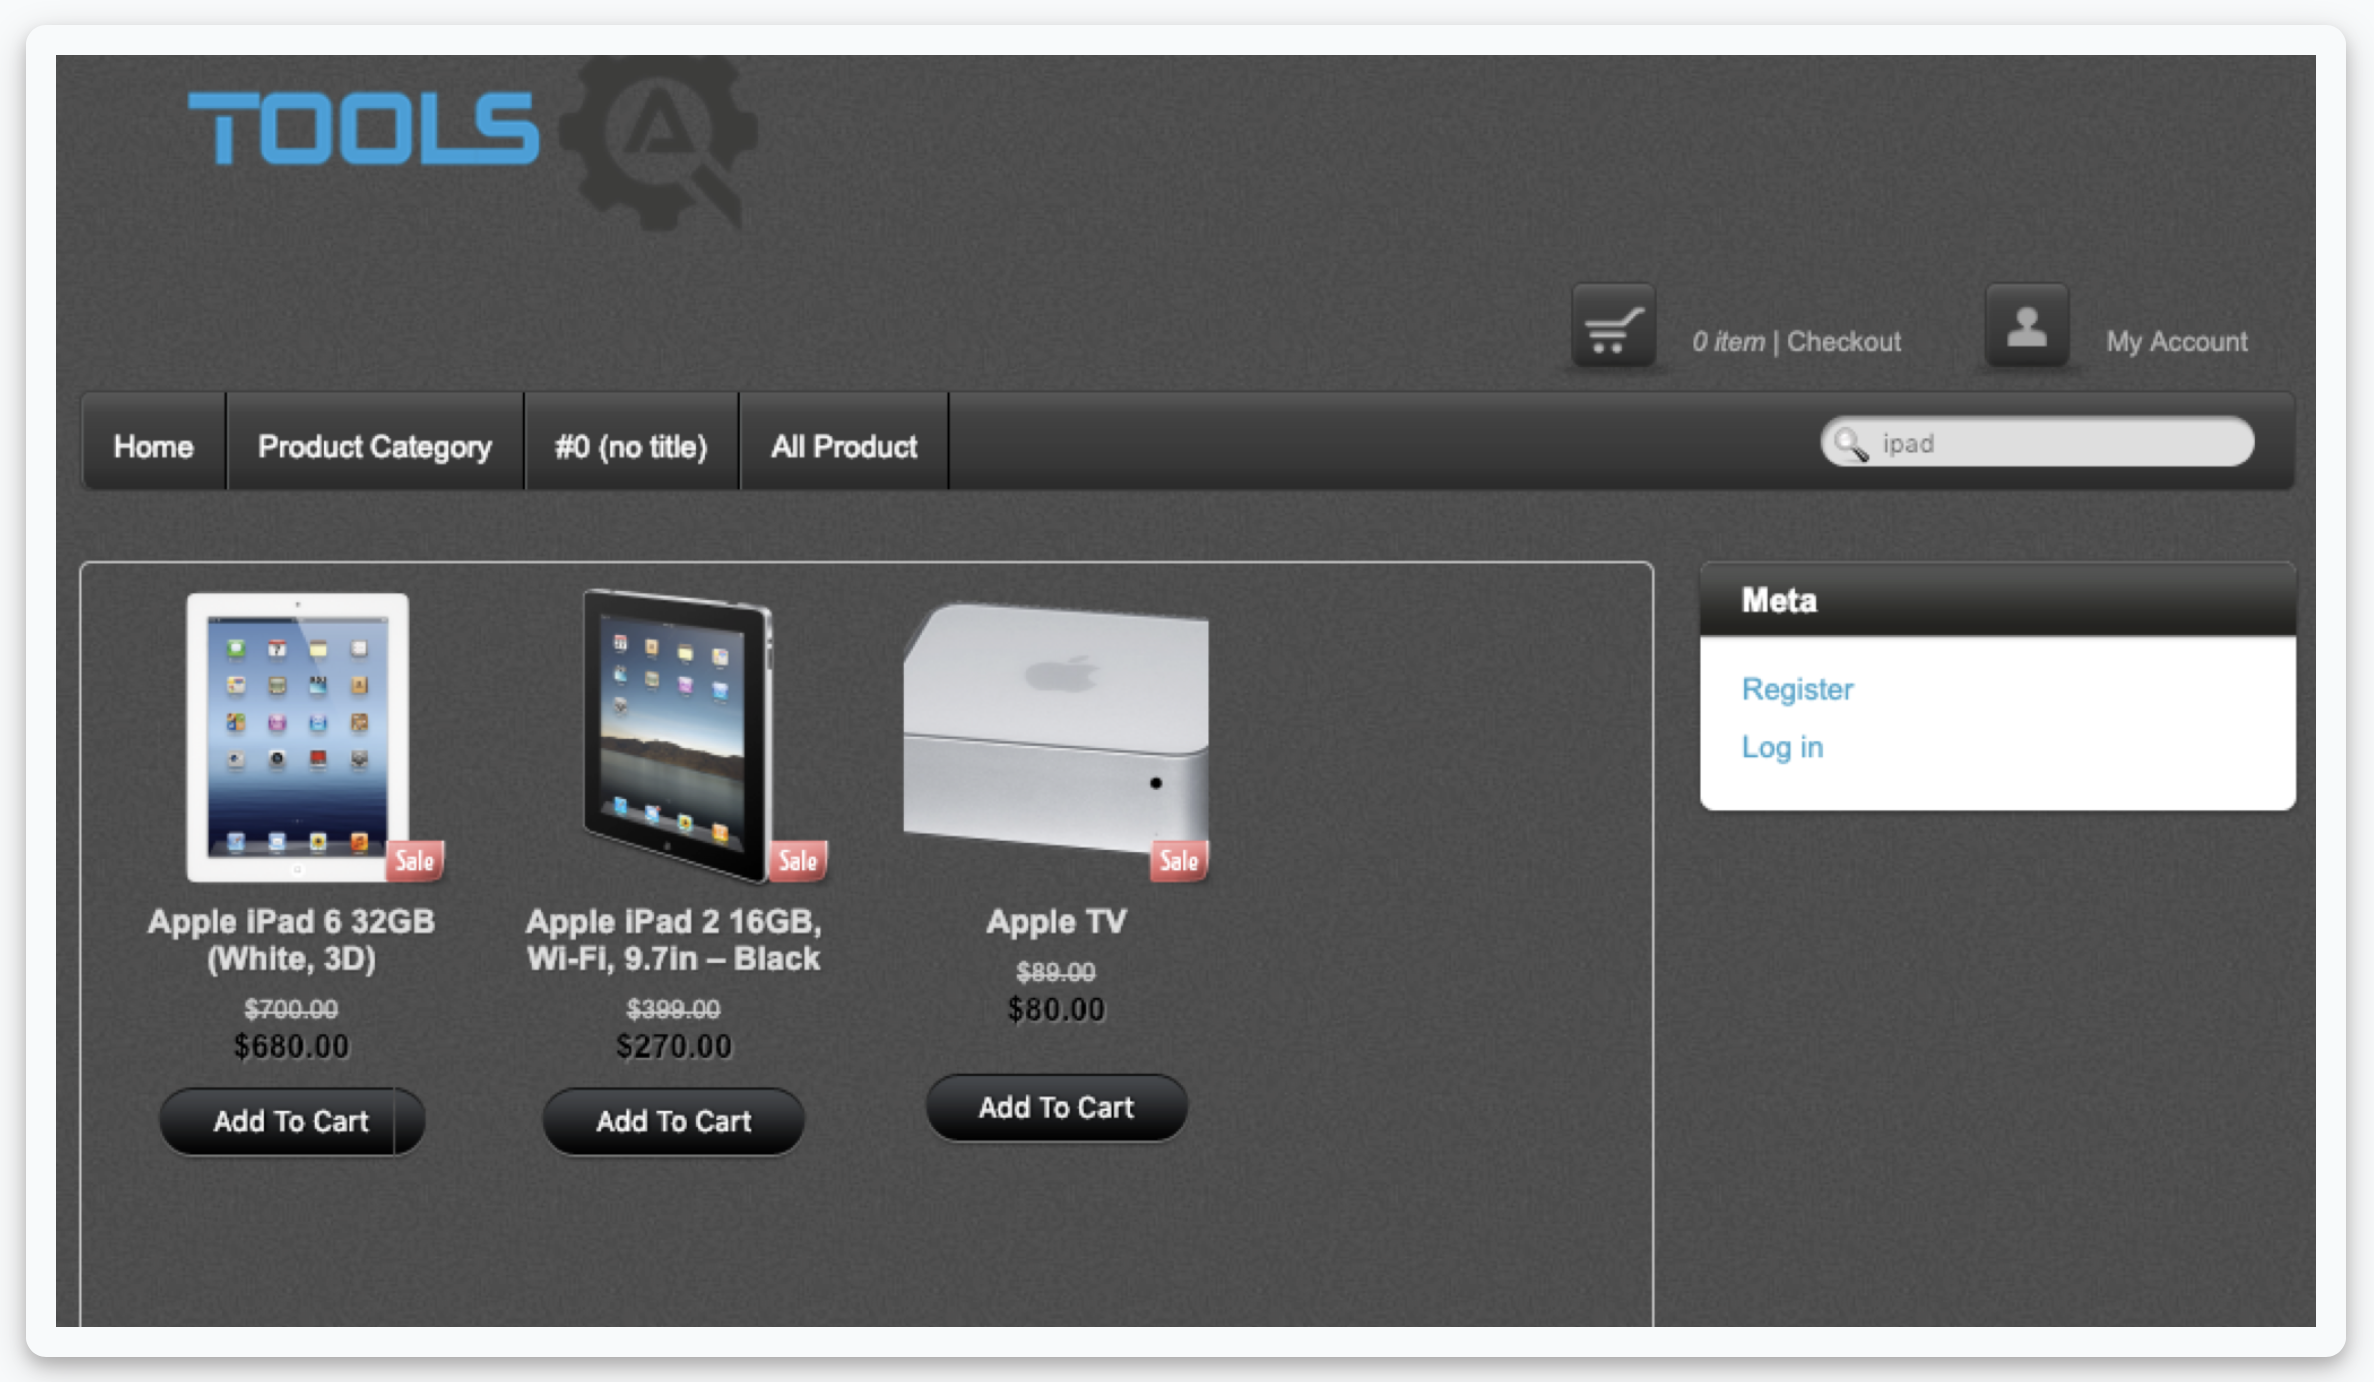 TOOLS
0 item | Checkout
My Account
Home
Product Category
#0 (no title)
All Product
ipad
Sale
Apple iPad 6 32GB
(White, 3D)
$700.00
$680.00
Add To Cart
Sale
Apple iPad 2 16GB,
Wi-Fi, 9.7in – Black
$399.00
$270.00
Add To Cart
Sale
Apple TV
$89.00
$80.00
Add To Cart
Meta
Register
Log in